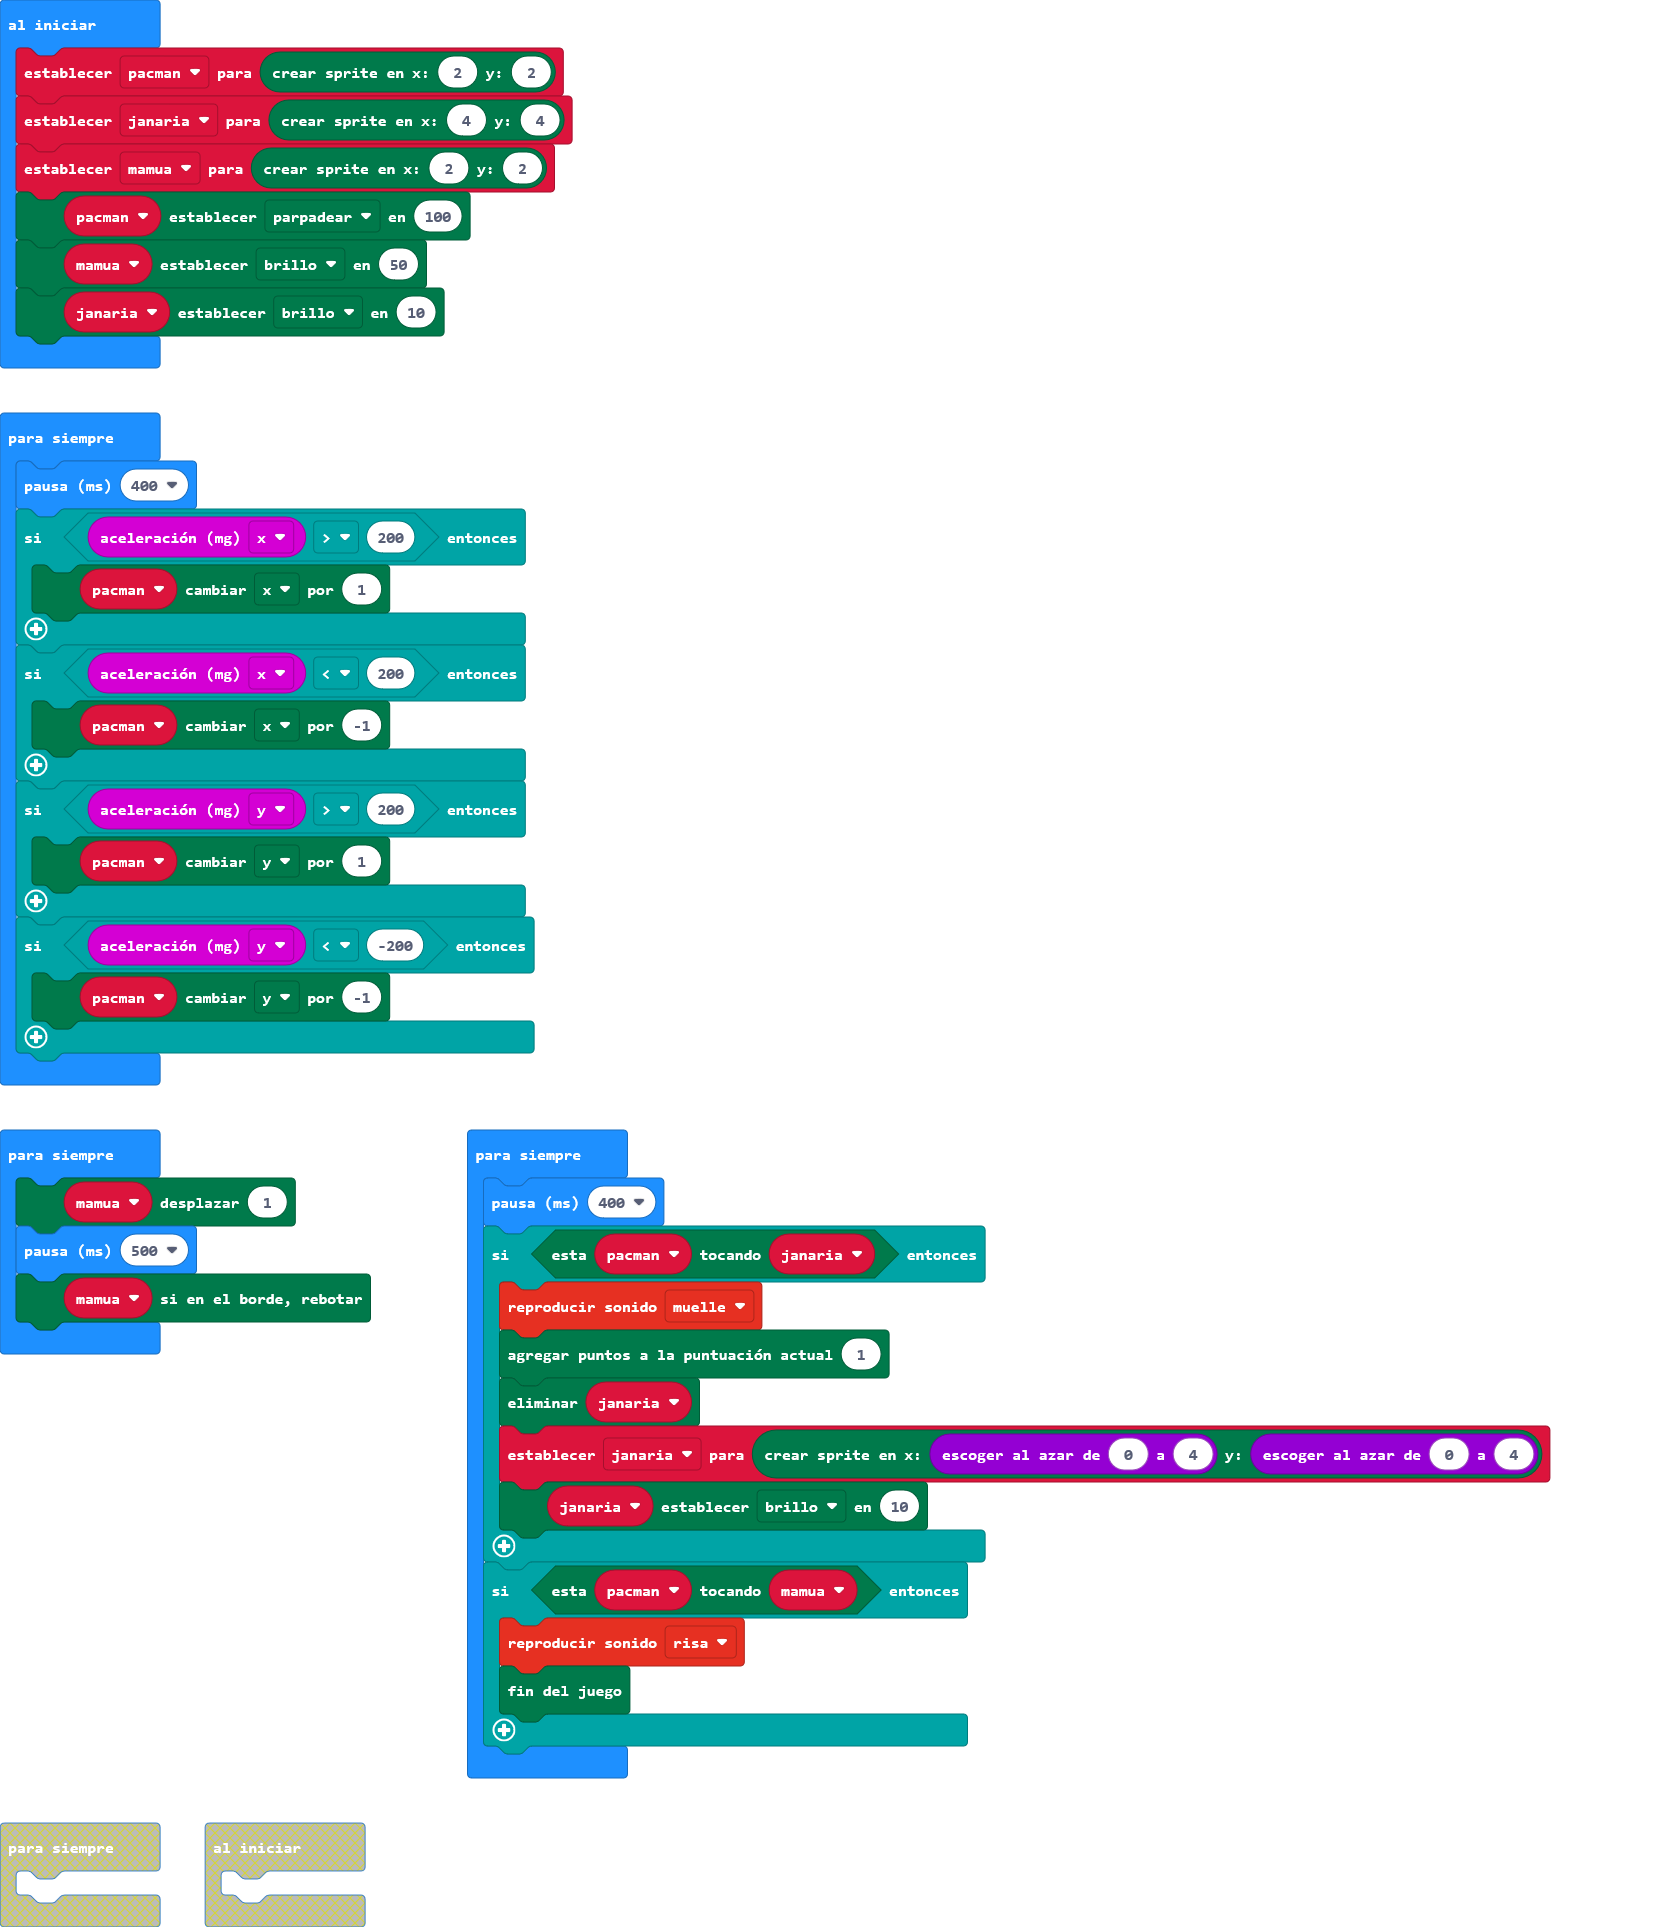 al iniciar
establecer pacman para crear sprite en x: 2 y: 2
establecer janaria para crear sprite en x: 4 y: 4
establecer mamua para crear sprite en x: 2 y: 2
pacman establecer parpadear en 100
mamua establecer brillo en 50
janaria establecer brillo en 10
para siempre
pausa (ms) 400
si aceleración (mg) x > 200 entonces
pacman cambiar x por 1
si aceleración (mg) x < 200 entonces
pacman cambiar x por -1
si aceleración (mg) y > 200 entonces
pacman cambiar y por 1
si aceleración (mg) y < -200 entonces
pacman cambiar y por -1
para siempre
mamua desplazar 1
pausa (ms) 500
mamua si en el borde, rebotar
para siempre
pausa (ms) 400
si esta pacman tocando janaria entonces
reproducir sonido muelle
agregar puntos a la puntuación actual 1
eliminar janaria
establecer janaria para crear sprite en x: escoger al azar de 0 a 4 y: escoger al azar de 0 a 4
janaria establecer brillo en 10
si esta pacman tocando mamua entonces
reproducir sonido risa
fin del juego
para siempre
al iniciar